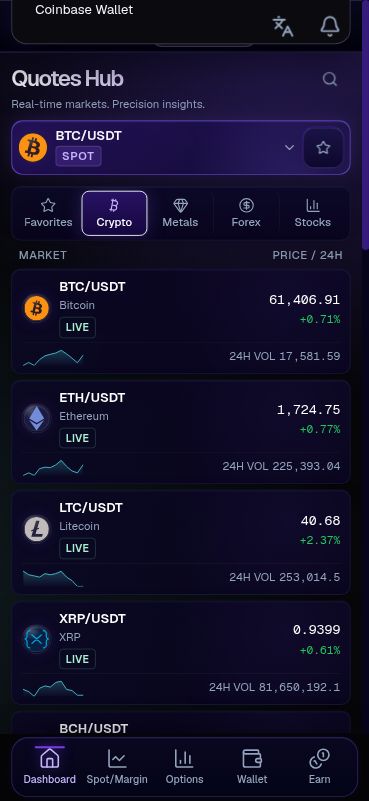 Coinbase Wallet
Quotes Hub
Real-time markets. Precision insights.
BTC/USDT
SPOT
Favorites
Crypto
Metals
Forex
Stocks
MARKET
PRICE / 24H
BTC/USDT
Bitcoin
LIVE
61,406.91
+0.71%
24H VOL 17,581.59
ETH/USDT
Ethereum
LIVE
1,724.75
+0.77%
24H VOL 225,393.04
LTC/USDT
Litecoin
LIVE
40.68
+2.37%
24H VOL 253,014.5
XRP/USDT
XRP
LIVE
0.9399
+0.61%
24H VOL 81,650,192.1
BCH/USDT
Dashboard
Spot/Margin
Options
Wallet
Earn